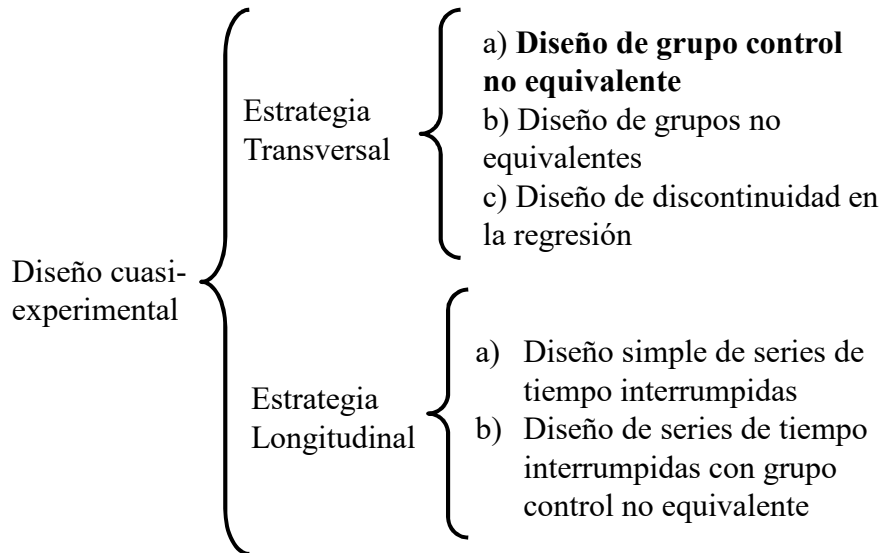 Diseño cuasi-
experimental
Estrategia
Transversal
a) Diseño de grupo control
no equivalente
b) Diseño de grupos no
equivalentes
c) Diseño de discontinuidad en
la regresión
Estrategia
Longitudinal
a) Diseño simple de series de
tiempo interrumpidas
b) Diseño de series de tiempo
interrumpidas con grupo
control no equivalente